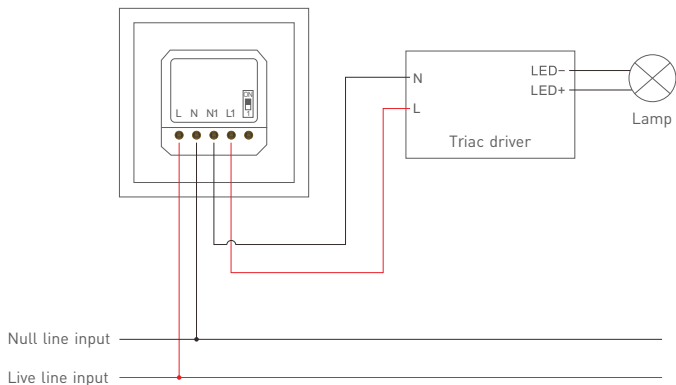 L N N1 L1
ON
1
N
L
LED-
LED+
Triac driver
Lamp
Null line input
Live line input